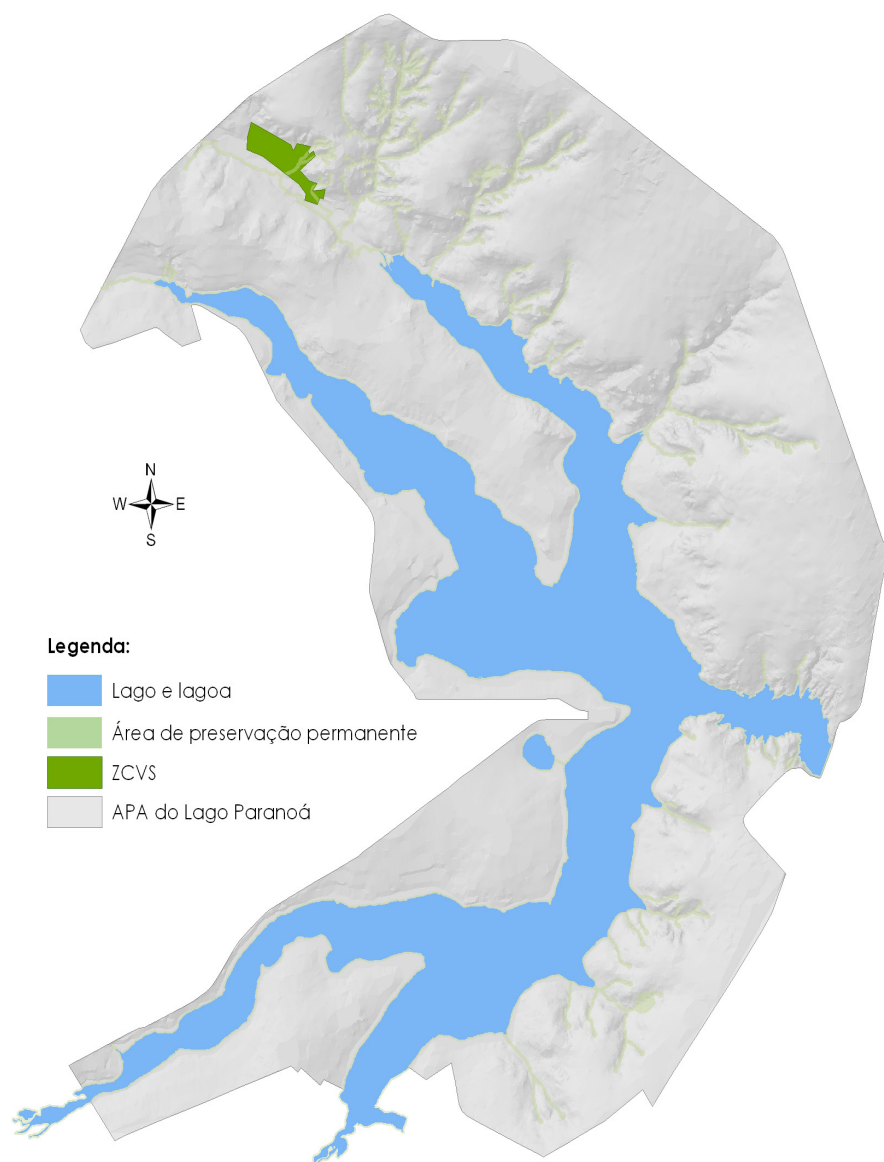 N
W E
S
Legenda:
Lago e lagoa
Área de preservação permanente
ZCVS
APA do Lago Paranoá